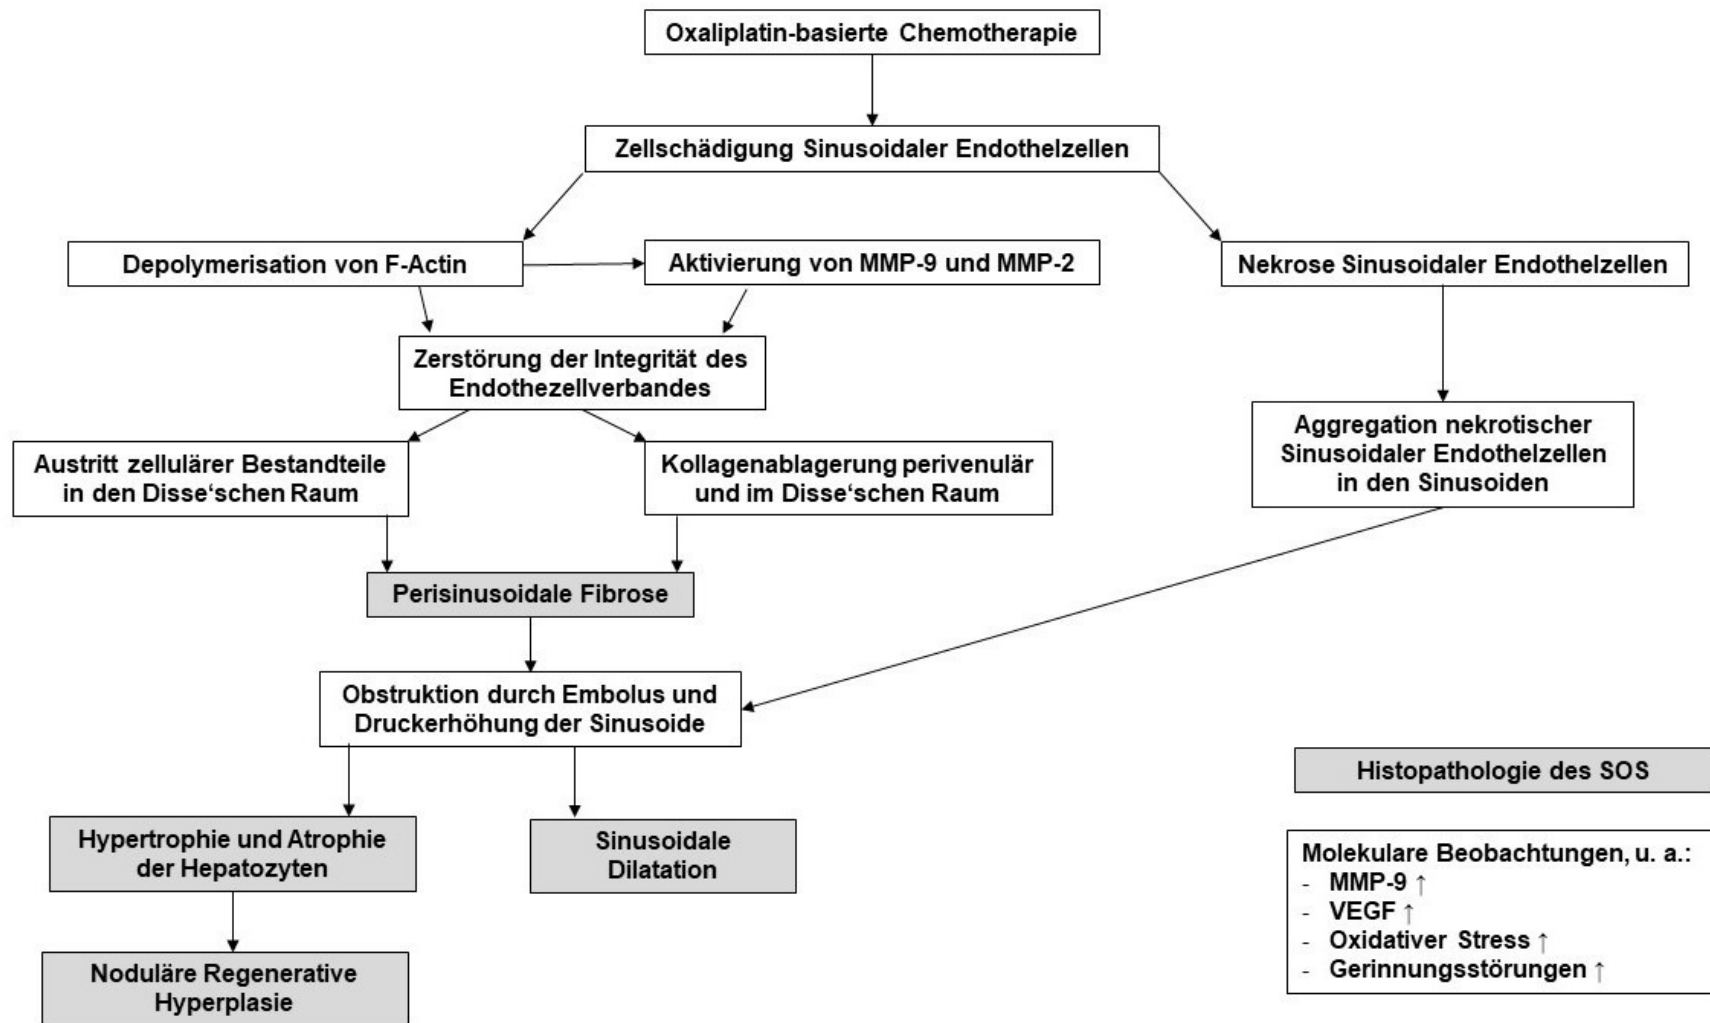 Oxaliplatin-basierte Chemotherapie
Zellschädigung Sinusoidaler Endothelzellen
Depolymerisation von F-Actin
Aktivierung von MMP-9 und MMP-2
Nekrose Sinusoidaler Endothelzellen
Zerstörung der Integrität des
Endothezellverbandes
Aggregation nekrotischer
Sinusoidaler Endothelzellen
in den Sinusoiden
Austritt zellulärer Bestandteile
in den Disse‘schen Raum
Kollagenablagerung perivenulär
und im Disse‘schen Raum
Perisinusoidale Fibrose
Obstruktion durch Embolus und
Druckerhöhung der Sinusoide
Hypertrophie und Atrophie
der Hepatozyten
Sinusoidale
Dilatation
Noduläre Regenerative
Hyperplasie
Histopathologie des SOS
Molekulare Beobachtungen, u. a.:
- MMP-9 ↑
- VEGF ↑
- Oxidativer Stress ↑
- Gerinnungsstörungen ↑